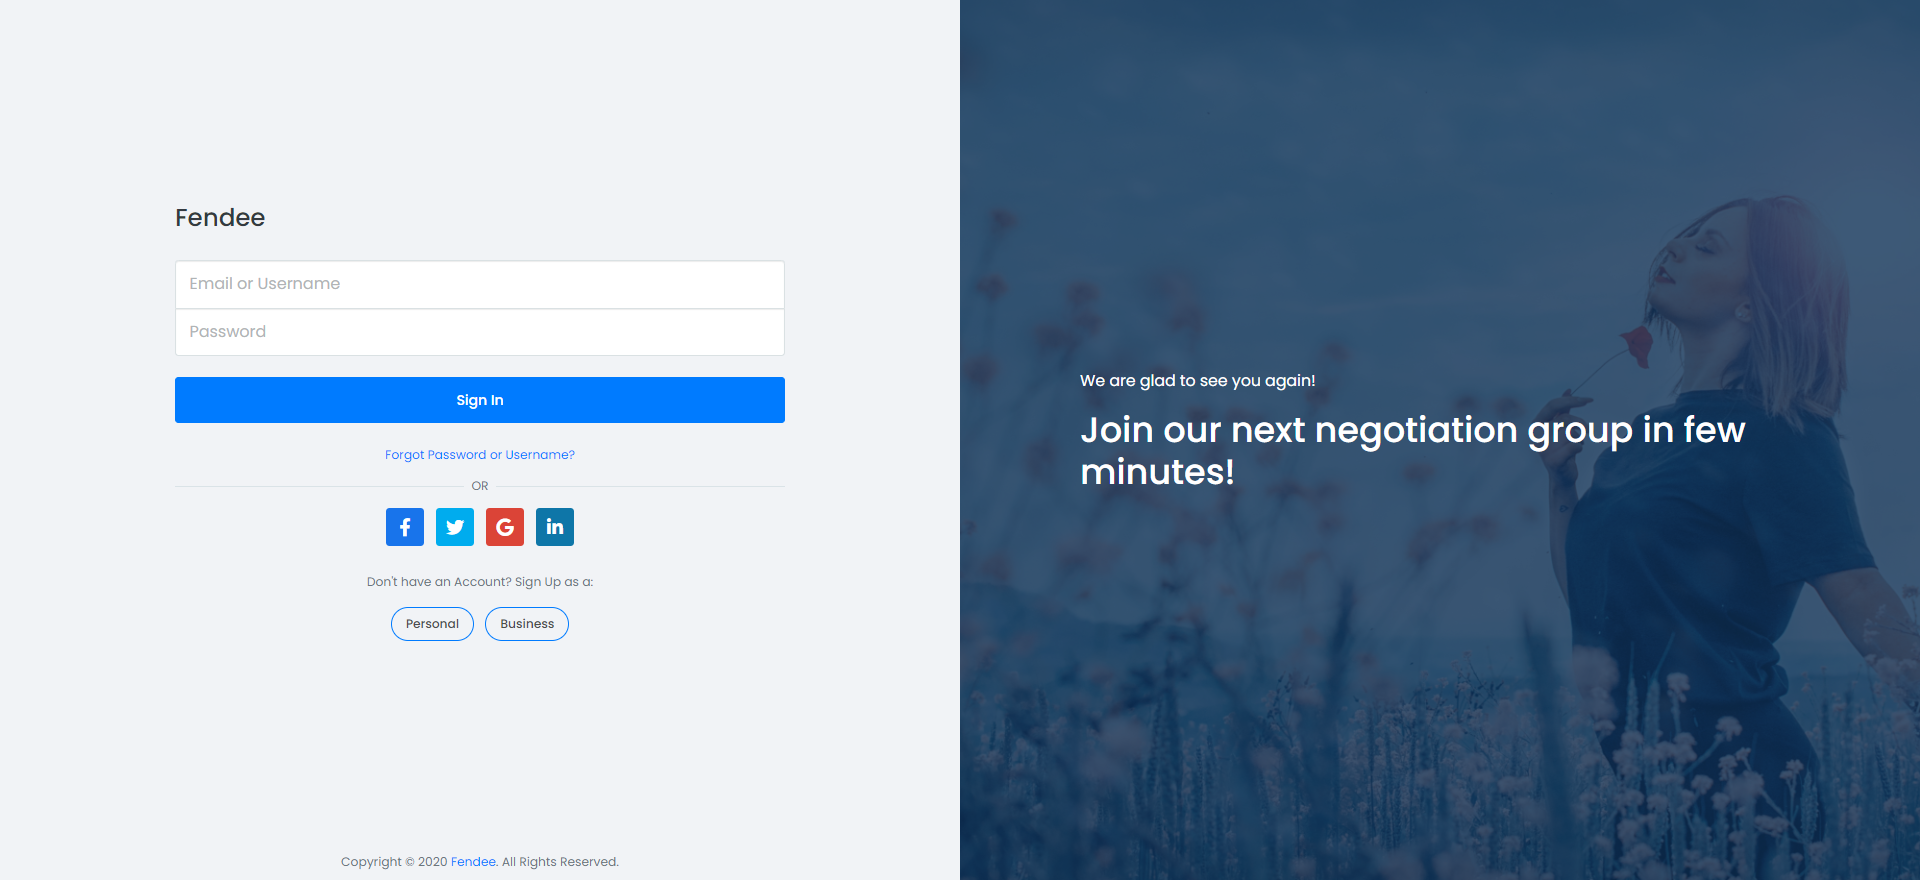 Fendee
Email or Username
Password
Sign In
Forgot Password or Username?
OR
Don't have an Account? Sign Up as a:
Personal
Business
Copyright © 2020 Fendee. All Rights Reserved.
We are glad to see you again!
Join our next negotiation group in few
minutes!